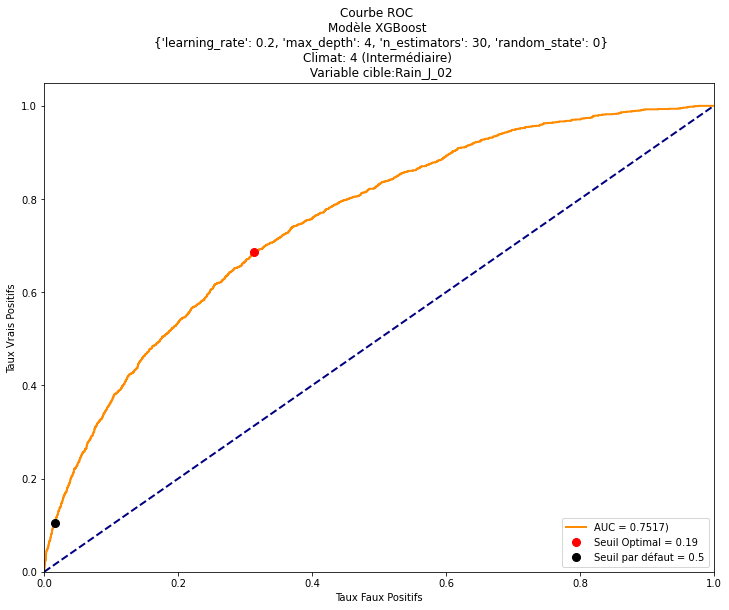 Courbe ROC
Modèle XGBoost
{'learning_rate': 0.2, 'max_depth': 4, 'n_estimators': 30, 'random_state': 0}
Climat: 4 (Intermédiaire)
Variable cible:Rain_J_02
Taux Vrais Positifs
1.0
0.8
0.6
0.4
0.2
0.0
0.0 0.2 0.4 0.6 0.8 1.0
Taux Faux Positifs
AUC = 0.7517)
Seuil Optimal = 0.19
Seuil par défaut = 0.5